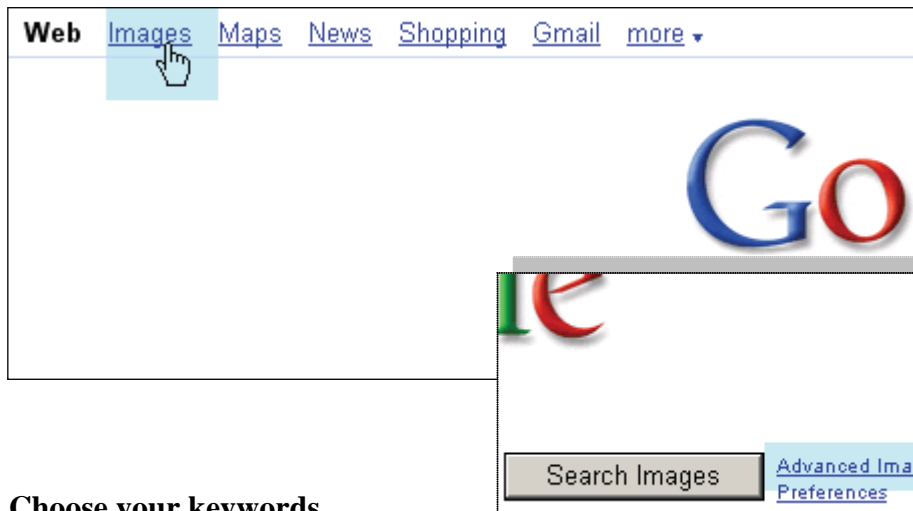 Web Images Maps News Shopping Gmail more
Go
le
Search Images
Advanced Ima
Preferences
Choose your keywords